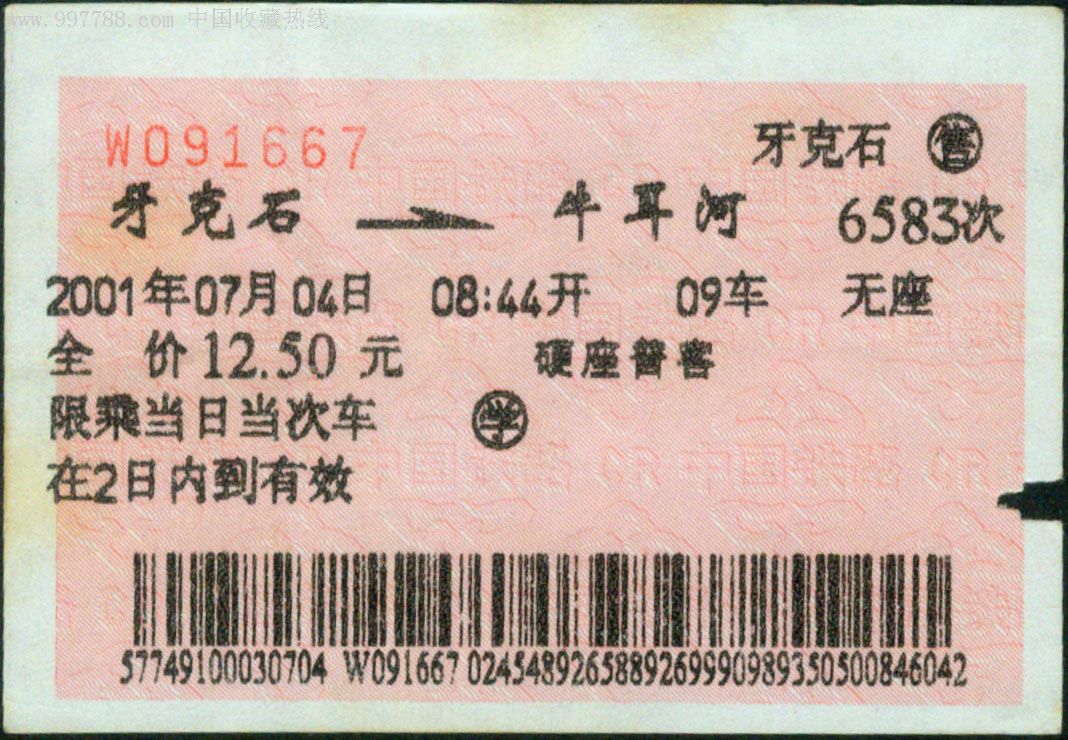 www.997788.com 中国收藏热线
W091667
牙克石 售
牙克石 牛耳河 6583次
2001年07月04日 08:44开 09车 无座
全 价12.50 元 硬座普客
限乘当日当次车 学
在2日内到有效
57749100030704 W091667 02454892658892699909893505008460​42